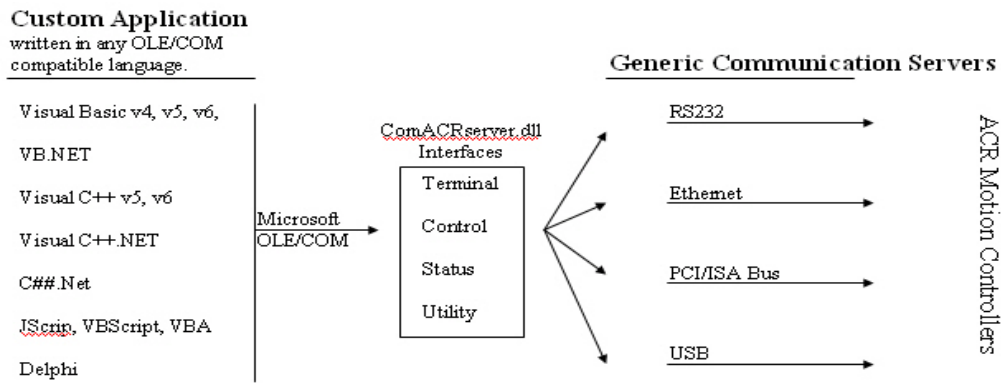 Custom Application
written in any OLE/COM
compatible language.
Visual Basic v4, v5, v6,
VB.NET
Visual C++ v5, v6
Visual C++.NET
C##.Net
JScrip, VBScript, VBA
Delphi
Microsoft
OLE/COM
ComACRserver.dll
Interfaces
Terminal
Control
Status
Utility
Generic Communication Servers
RS232
Ethernet
PCI/ISA Bus
USB
ACR Motion Controllers